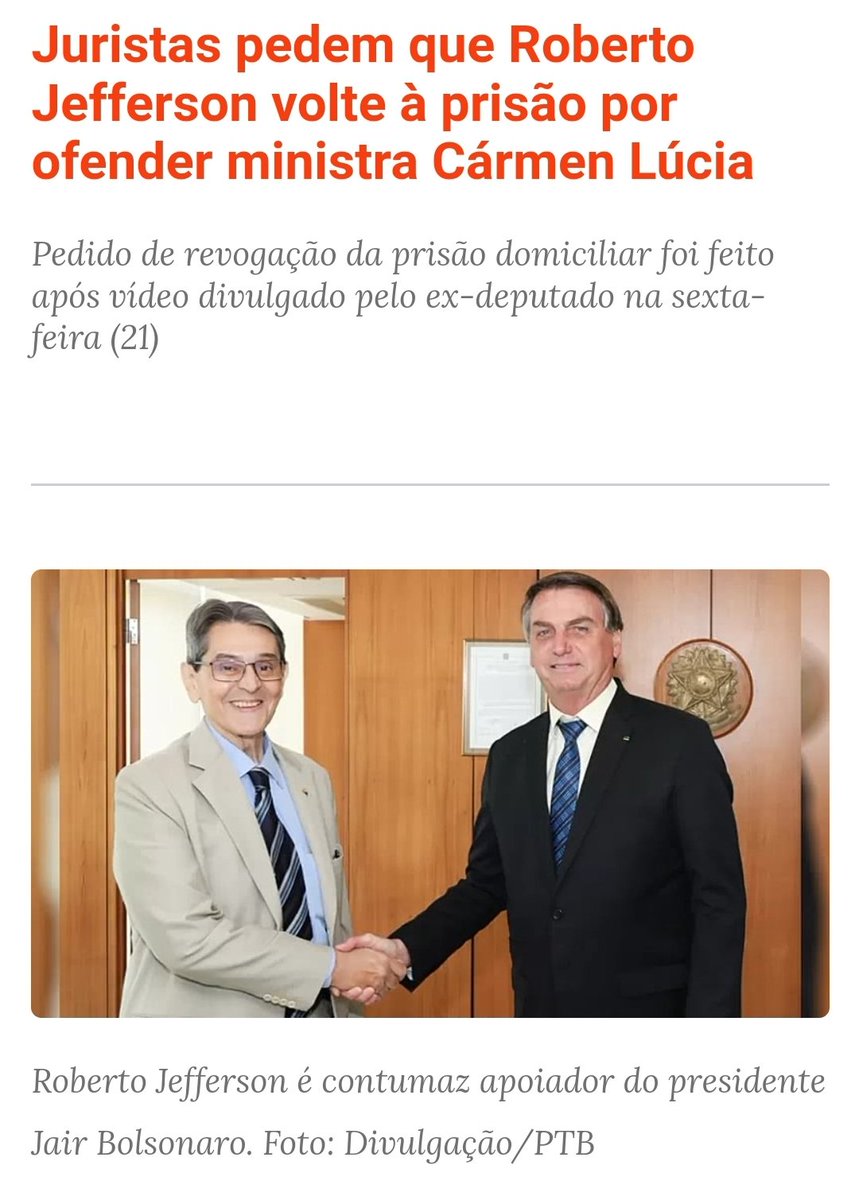 Juristas pedem que Roberto
Jefferson volte à prisão por
ofender ministra Cármen Lúcia
Pedido de revogação da prisão domiciliar foi feito
após vídeo divulgado pelo ex-deputado na sexta-
feira (21)
Roberto Jefferson é contumaz apoiador do presidente
Jair Bolsonaro. Foto: Divulgação/PTB